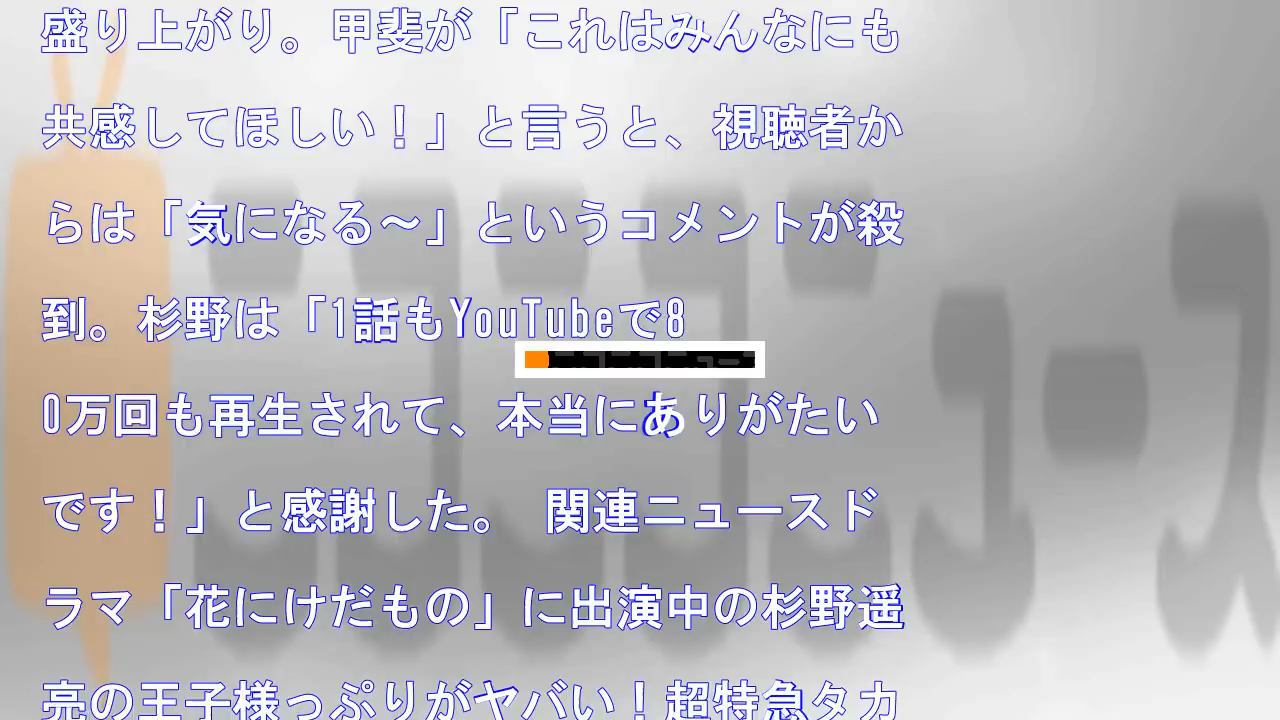 盛り上がり。甲斐が「これはみんなにも
共感してほしい！」と言うと、視聴者か
らは「気になる～」というコメントが殺
到。杉野は「1話もYouTubeで8
0万回も再生されて、本当にありがたい
です！」と感謝した。　関連ニュースド
ラマ「花にけだもの」に出演中の杉野遥
亮の王子様っぷりがヤバい！超特急タカ